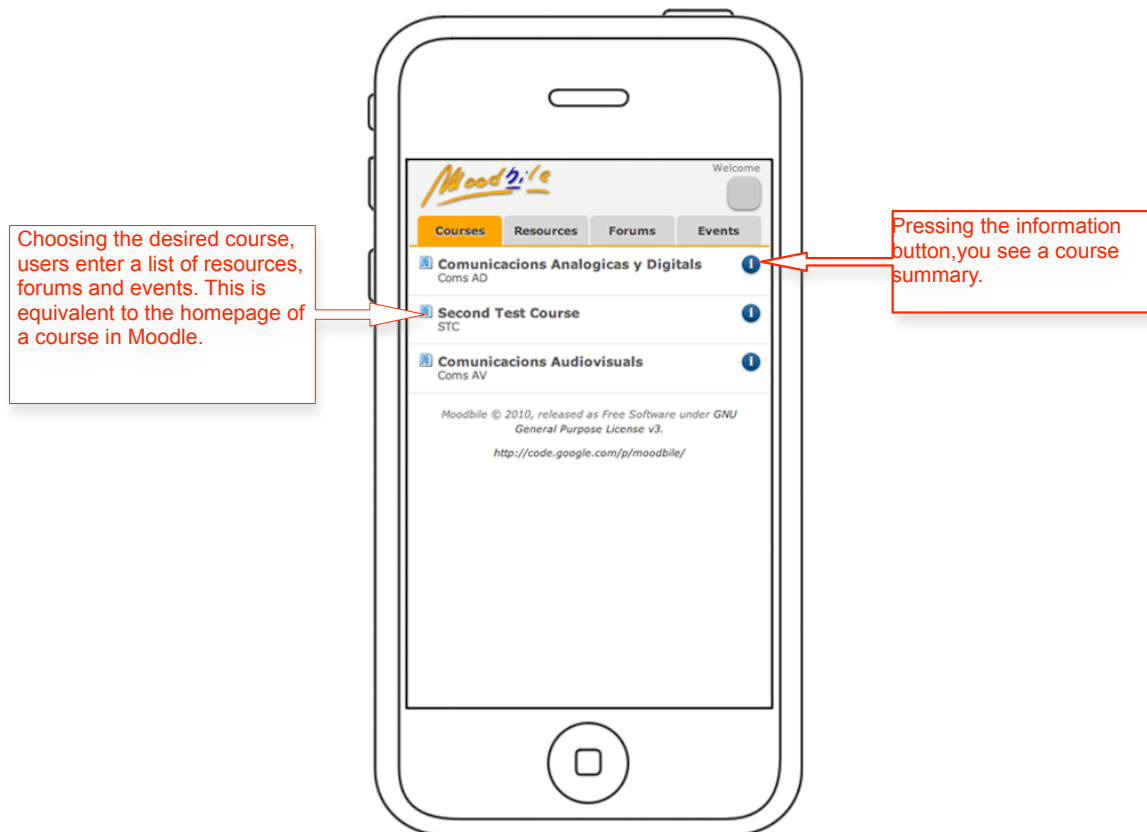 Moodbile
Welcome
Courses Resources Forums Events
Comunicacions Analogicas y Digitals
Coms AD
Second Test Course
STC
Comunicacions Audiovisuals
Coms AV
Moodbile © 2010, released as Free Software under GNU
General Purpose License v3.
http://code.google.com/p/moodbile/
Choosing the desired course,
users enter a list of resources,
forums and events. This is
equivalent to the homepage of
a course in Moodle.
Pressing the information
button,you see a course
summary.